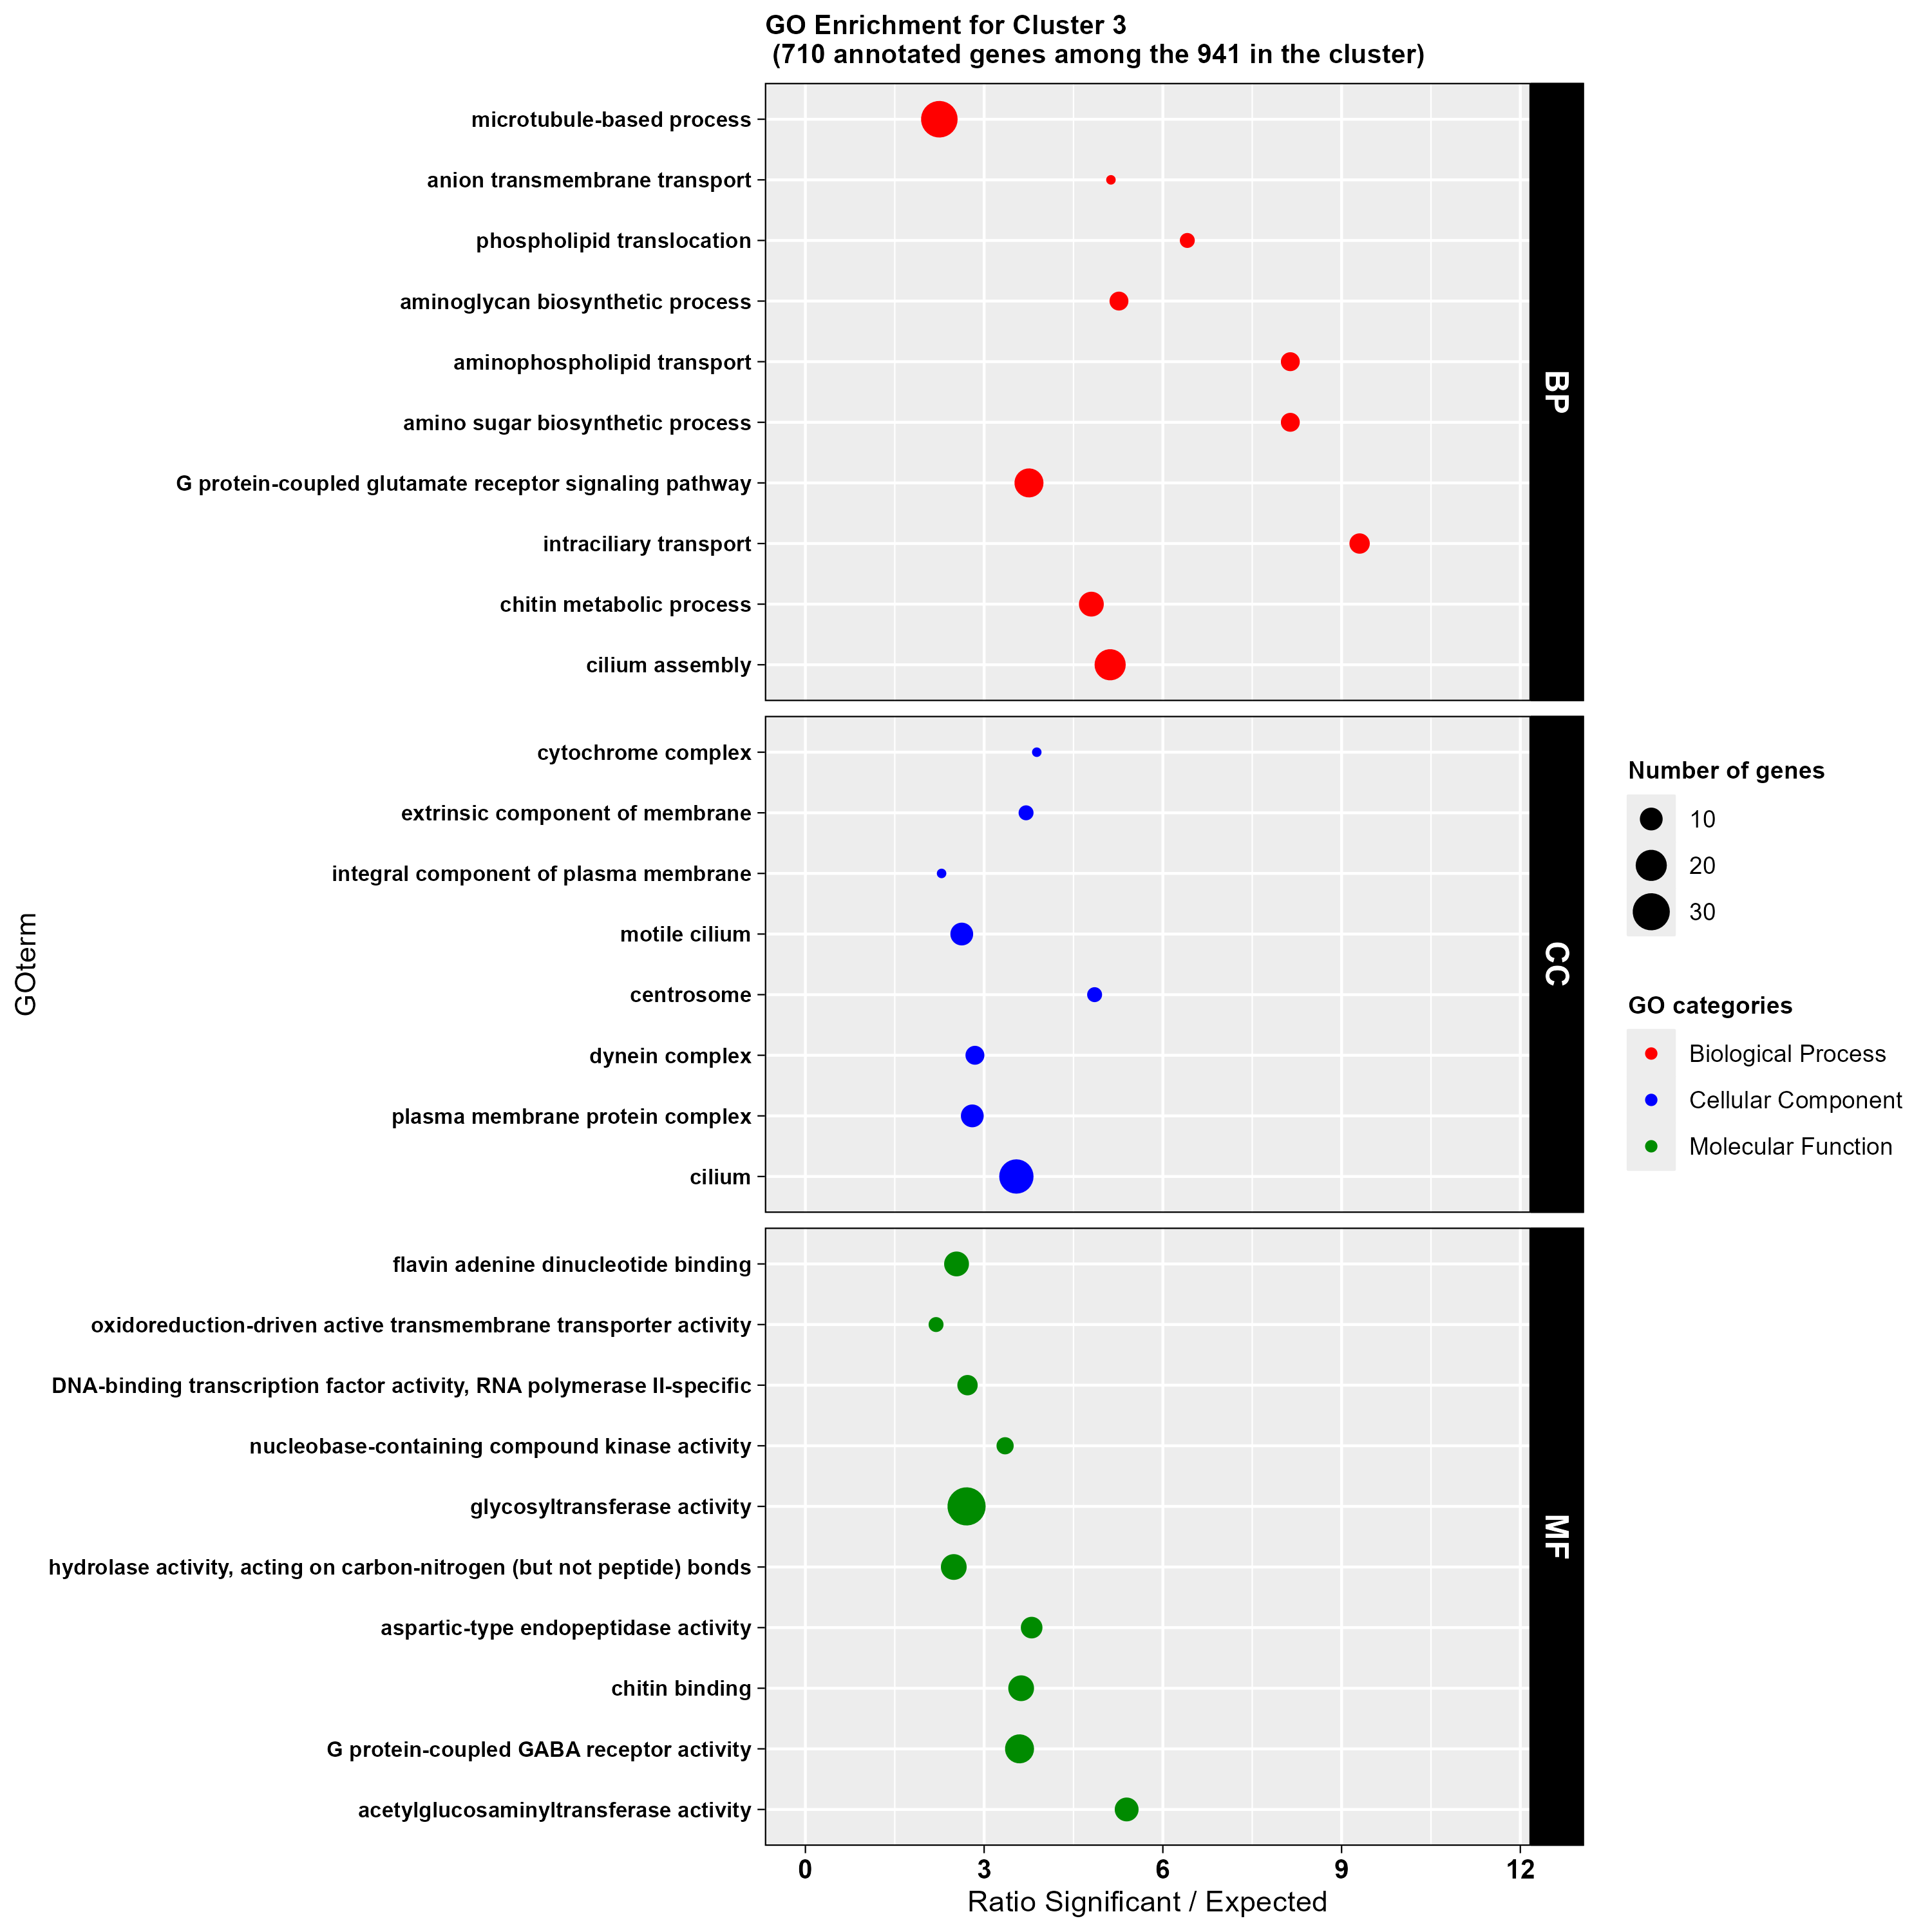 GO Enrichment for Cluster 3
(710 annotated genes among the 941 in the cluster)
microtubule-based process
anion transmembrane transport
phospholipid translocation
aminoglycan biosynthetic process
aminophospholipid transport
amino sugar biosynthetic process
G protein-coupled glutamate receptor signaling pathway
intraciliary transport
chitin metabolic process
cilium assembly
BP
cytochrome complex
extrinsic component of membrane
integral component of plasma membrane
motile cilium
centrosome
dynein complex
plasma membrane protein complex
cilium
CC
flavin adenine dinucleotide binding
oxidoreduction-driven active transmembrane transporter activity
DNA-binding transcription factor activity, RNA polymerase II-specific
nucleobase-containing compound kinase activity
glycosyltransferase activity
hydrolase activity, acting on carbon-nitrogen (but not peptide) bonds
aspartic-type endopeptidase activity
chitin binding
G protein-coupled GABA receptor activity
acetylglucosaminyltransferase activity
MF
GOterm
0 3 6 9 12
Ratio Significant / Expected
Number of genes
10
20
30
GO categories
Biological Process
Cellular Component
Molecular Function